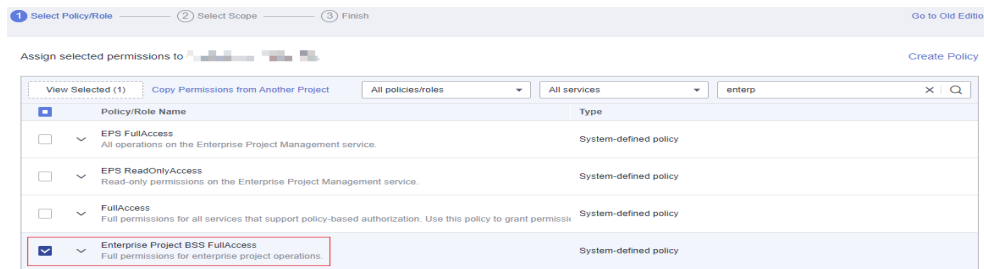 1 Select Policy/Role 2 Select Scope 3 Finish Go to Old Editio
Assign selected permissions to Create Policy
View Selected (1) Copy Permissions from Another Project All policies/roles All services enterp
Policy/Role Name Type
EPS FullAccess
All operations on the Enterprise Project Management service.
System-defined policy
EPS ReadOnlyAccess
Read-only permissions on the Enterprise Project Management service.
System-defined policy
FullAccess
Full permissions for all services that support policy-based authorization. Use this policy to grant permissi
System-defined policy
Enterprise Project BSS FullAccess
Full permissions for enterprise project operations.
System-defined policy